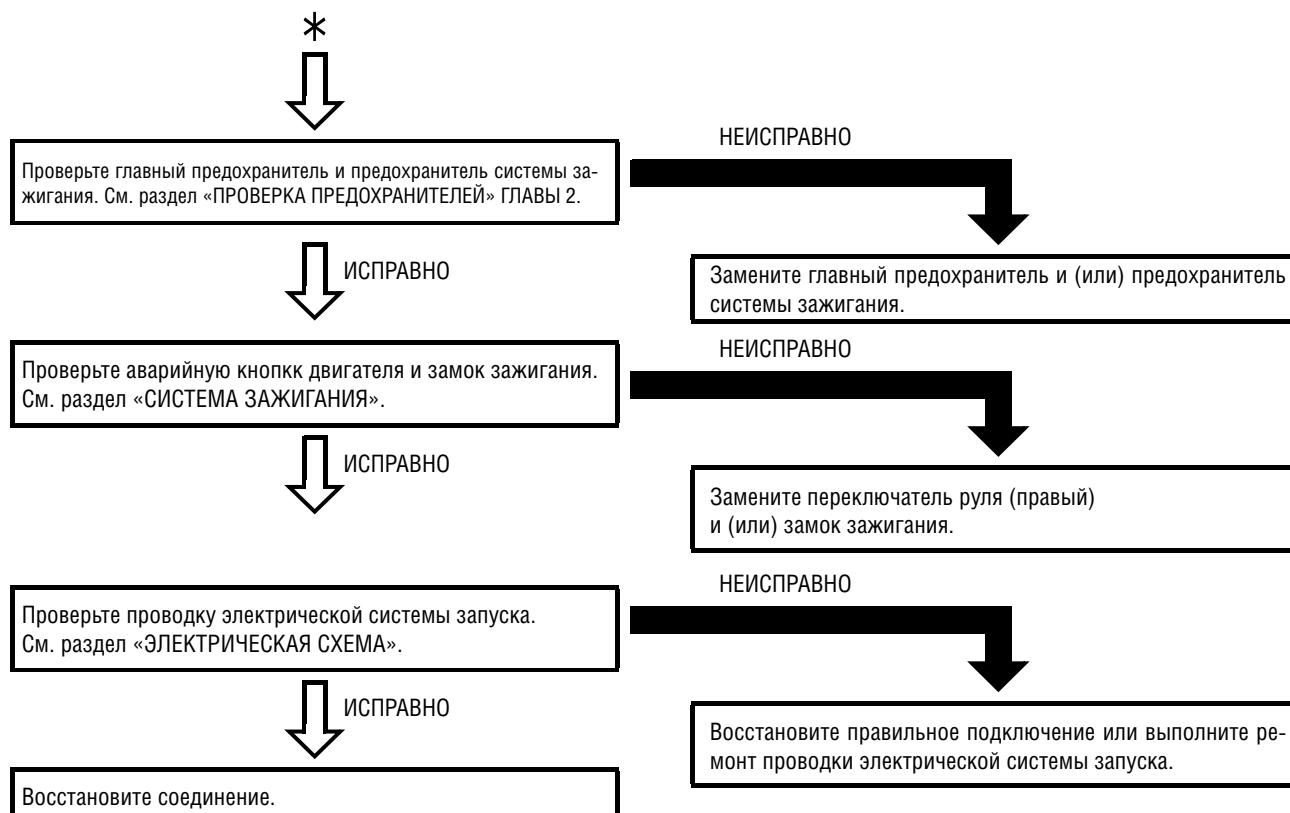 *
Проверьте главный предохранитель и предохранитель системы за-
жигания. См. раздел «ПРОВЕРКА ПРЕДОХРАНИТЕЛЕЙ» ГЛАВЫ 2.
НЕИСПРАВНО
ИСПРАВНО
Замените главный предохранитель и (или) предохранитель
системы зажигания.
Проверьте аварийную кнопкк двигателя и замок зажигания.
См. раздел «СИСТЕМА ЗАЖИГАНИЯ».
НЕИСПРАВНО
ИСПРАВНО
Замените переключатель руля (правый)
и (или) замок зажигания.
Проверьте проводку электрической системы запуска.
См. раздел «ЭЛЕКТРИЧЕСКАЯ СХЕМА».
НЕИСПРАВНО
ИСПРАВНО
Восстановите правильное подключение или выполните ре-
монт проводки электрической системы запуска.
Восстановите соединение.